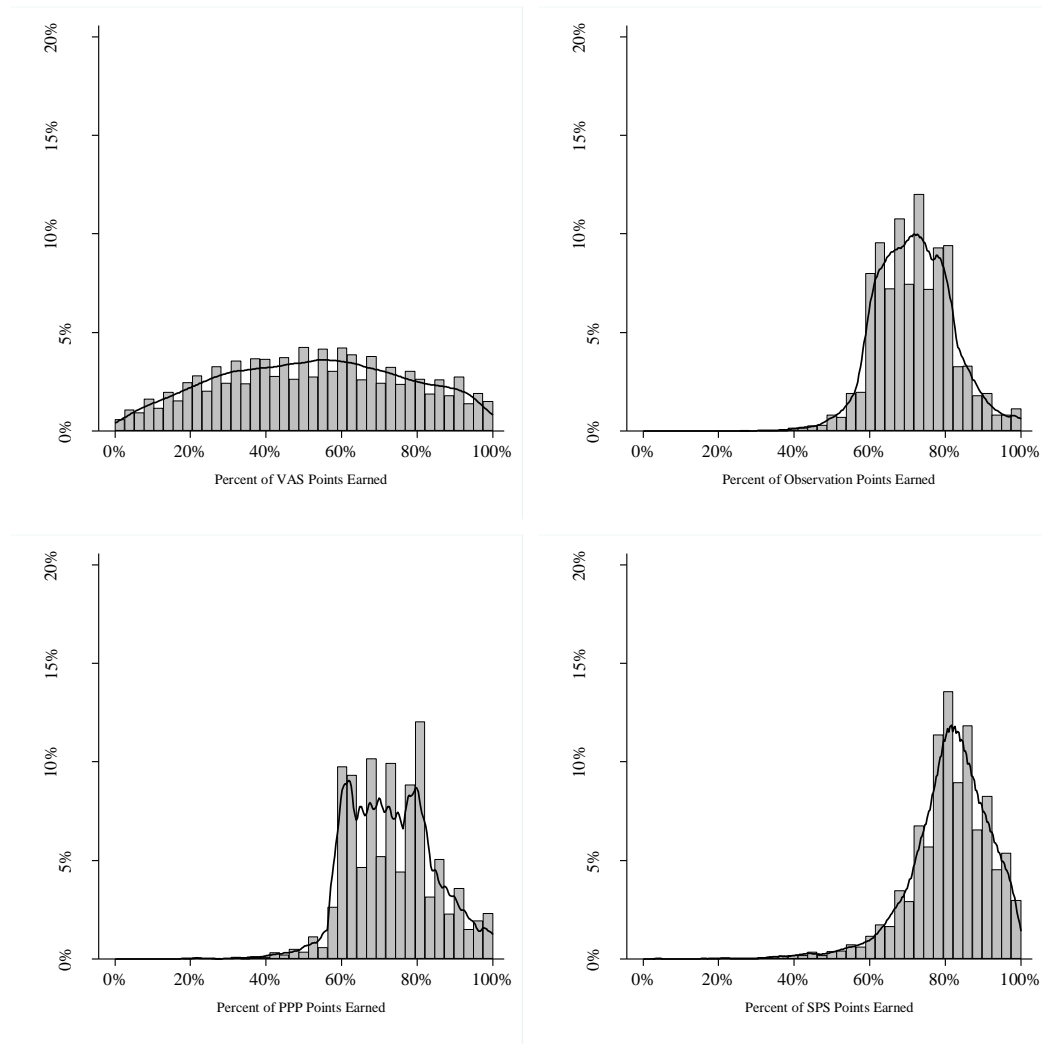 20%
15%
10%
5%
0%
0% 20% 40% 60% 80% 100%
Percent of VAS Points Earned
20%
15%
10%
5%
0%
0% 20% 40% 60% 80% 100%
Percent of Observation Points Earned
20%
15%
10%
5%
0%
0% 20% 40% 60% 80% 100%
Percent of PPP Points Earned
20%
15%
10%
5%
0%
0% 20% 40% 60% 80% 100%
Percent of SPS Points Earned